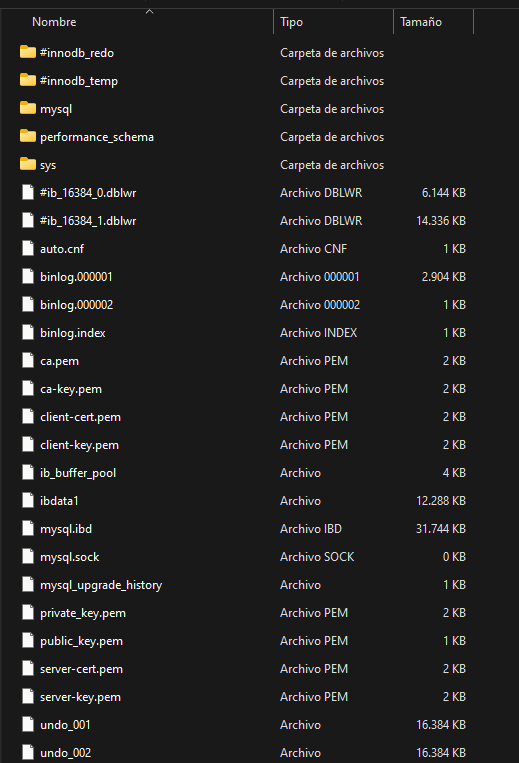 Nombre Tipo Tamaño
#innodb_redo Carpeta de archivos
#innodb_temp Carpeta de archivos
mysql Carpeta de archivos
performance_schema Carpeta de archivos
sys Carpeta de archivos
#ib_16384_0.dblwr Archivo DBLWR 6.144 KB
#ib_16384_1.dblwr Archivo DBLWR 14.336 KB
auto.cnf Archivo CNF 1 KB
binlog.000001 Archivo 000001 2.904 KB
binlog.000002 Archivo 000002 1 KB
binlog.index Archivo INDEX 1 KB
ca.pem Archivo PEM 2 KB
ca-key.pem Archivo PEM 2 KB
client-cert.pem Archivo PEM 2 KB
client-key.pem Archivo PEM 2 KB
ib_buffer_pool Archivo 4 KB
ibdata1 Archivo 12.288 KB
mysql.ibd Archivo IBD 31.744 KB
mysql.sock Archivo SOCK 0 KB
mysql_upgrade_history Archivo 1 KB
private_key.pem Archivo PEM 2 KB
public_key.pem Archivo PEM 1 KB
server-cert.pem Archivo PEM 2 KB
server-key.pem Archivo PEM 2 KB
undo_001 Archivo 16.384 KB
undo_002 Archivo 16.384 KB